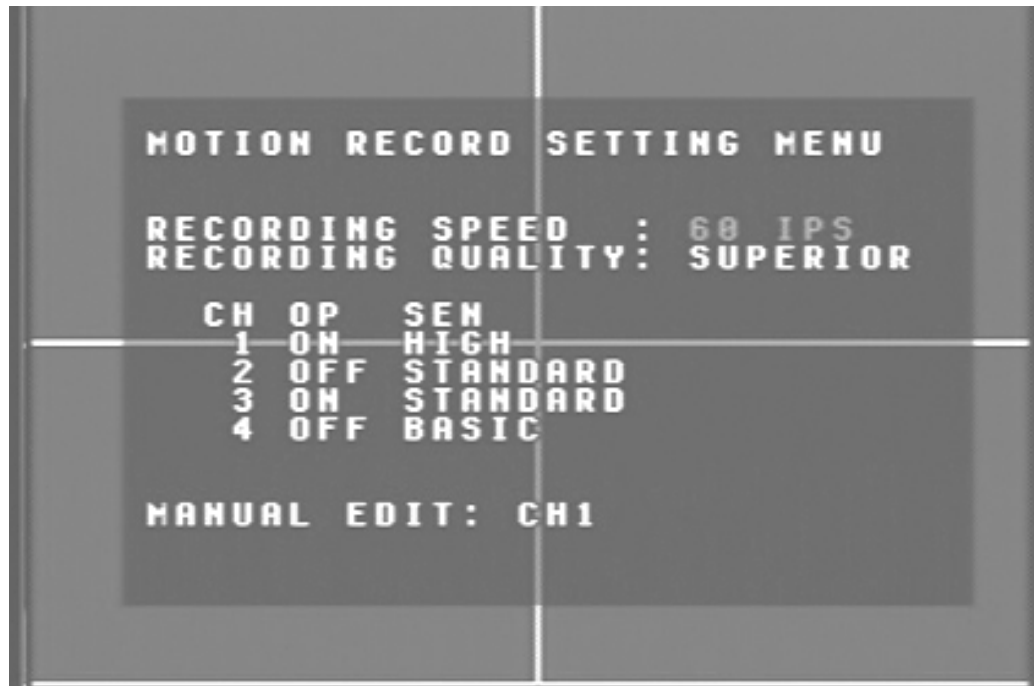 MOTION RECORD SETTING MENU
RECORDING SPEED : 60 IPS
RECORDING QUALITY: SUPERIOR
CH OP SEN
1 ON HIGH
2 OFF STANDARD
3 ON STANDARD
4 OFF BASIC
MANUAL EDIT: CH1